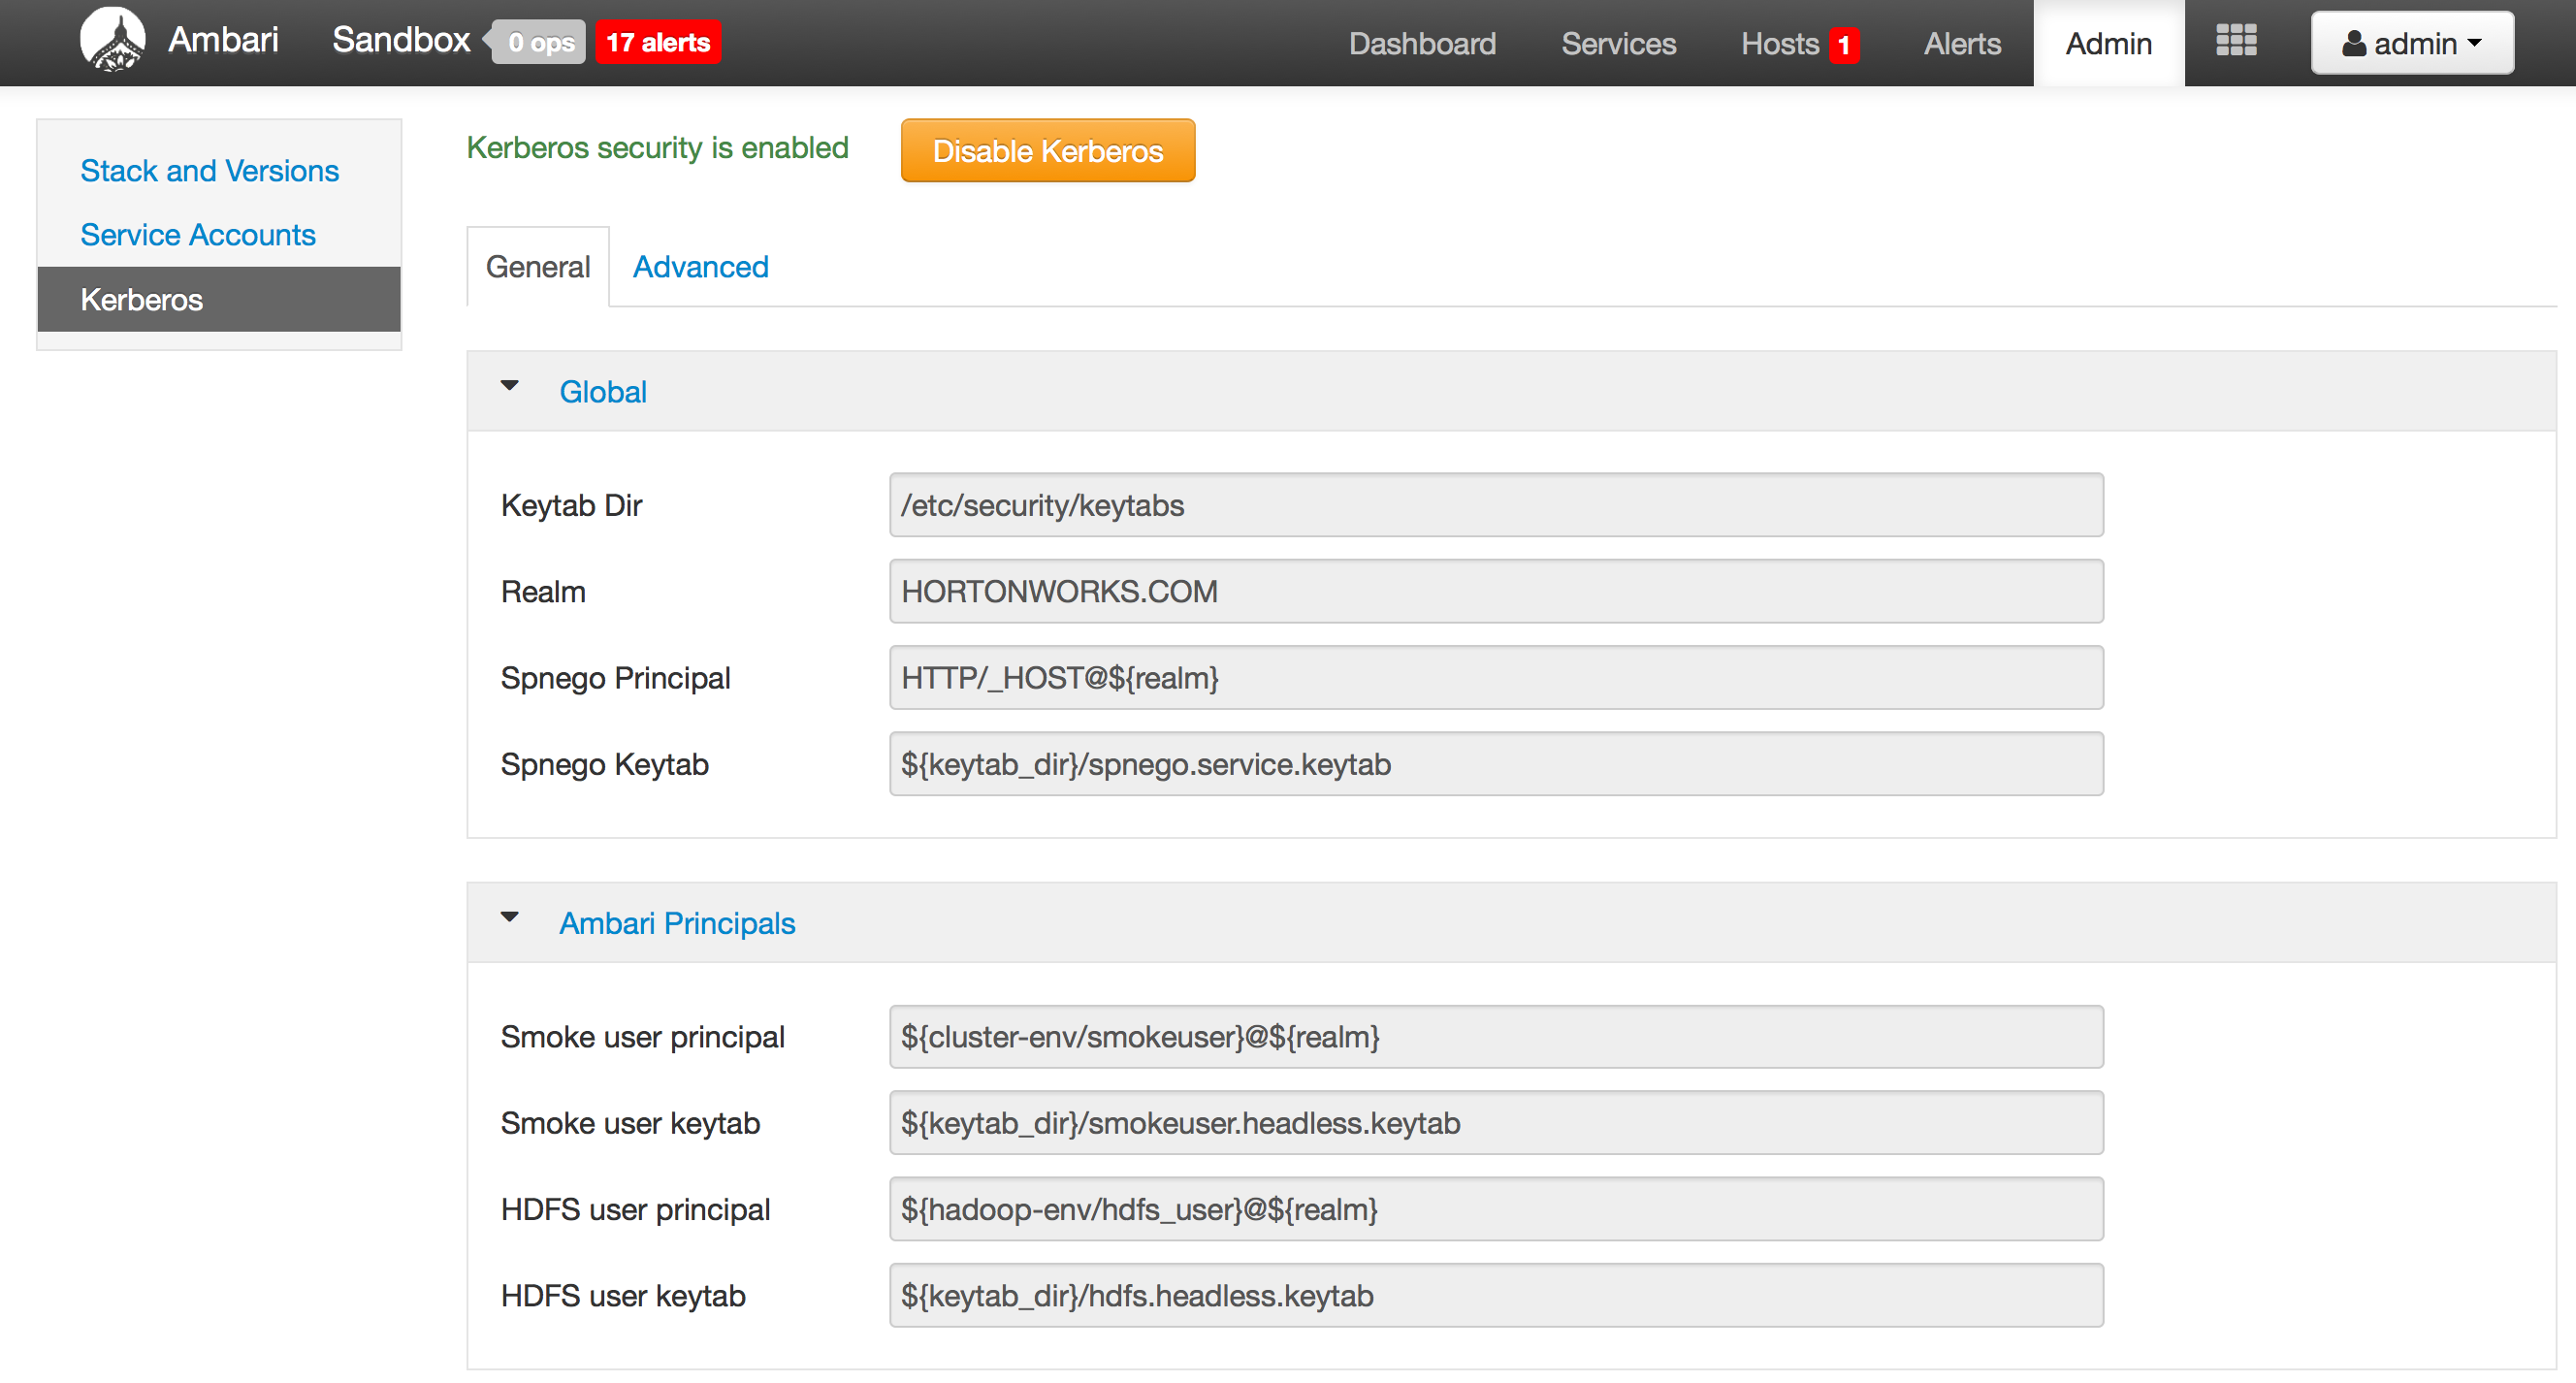 Ambari Sandbox 0 ops 17 alerts Dashboard Services Hosts 1 Alerts Admin admin
Stack and Versions
Service Accounts
Kerberos
Kerberos security is enabled Disable Kerberos
General Advanced
Global
Keytab Dir /etc/security/keytabs
Realm HORTONWORKS.COM
Spnego Principal HTTP/_HOST@${realm}
Spnego Keytab ${keytab_dir}/spnego.service.keytab
Ambari Principals
Smoke user principal ${cluster-env/smokeuser}@${realm}
Smoke user keytab ${keytab_dir}/smokeuser.headless.keytab
HDFS user principal ${hadoop-env/hdfs_user}@${realm}
HDFS user keytab ${keytab_dir}/hdfs.headless.keytab